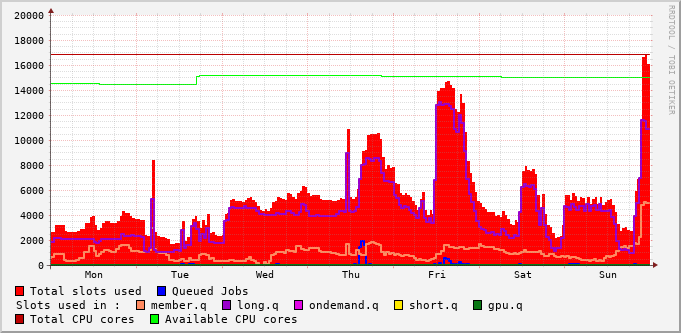 20000
18000
16000
14000
12000
10000
8000
6000
4000
2000
0
Mon Tue Wed Thu Fri Sat Sun
Total slots used Queued Jobs
Slots used in : member.q long.q ondemand.q short.q gpu.q
Total CPU cores Available CPU cores
RRDTOOL / TOBI OETIKER